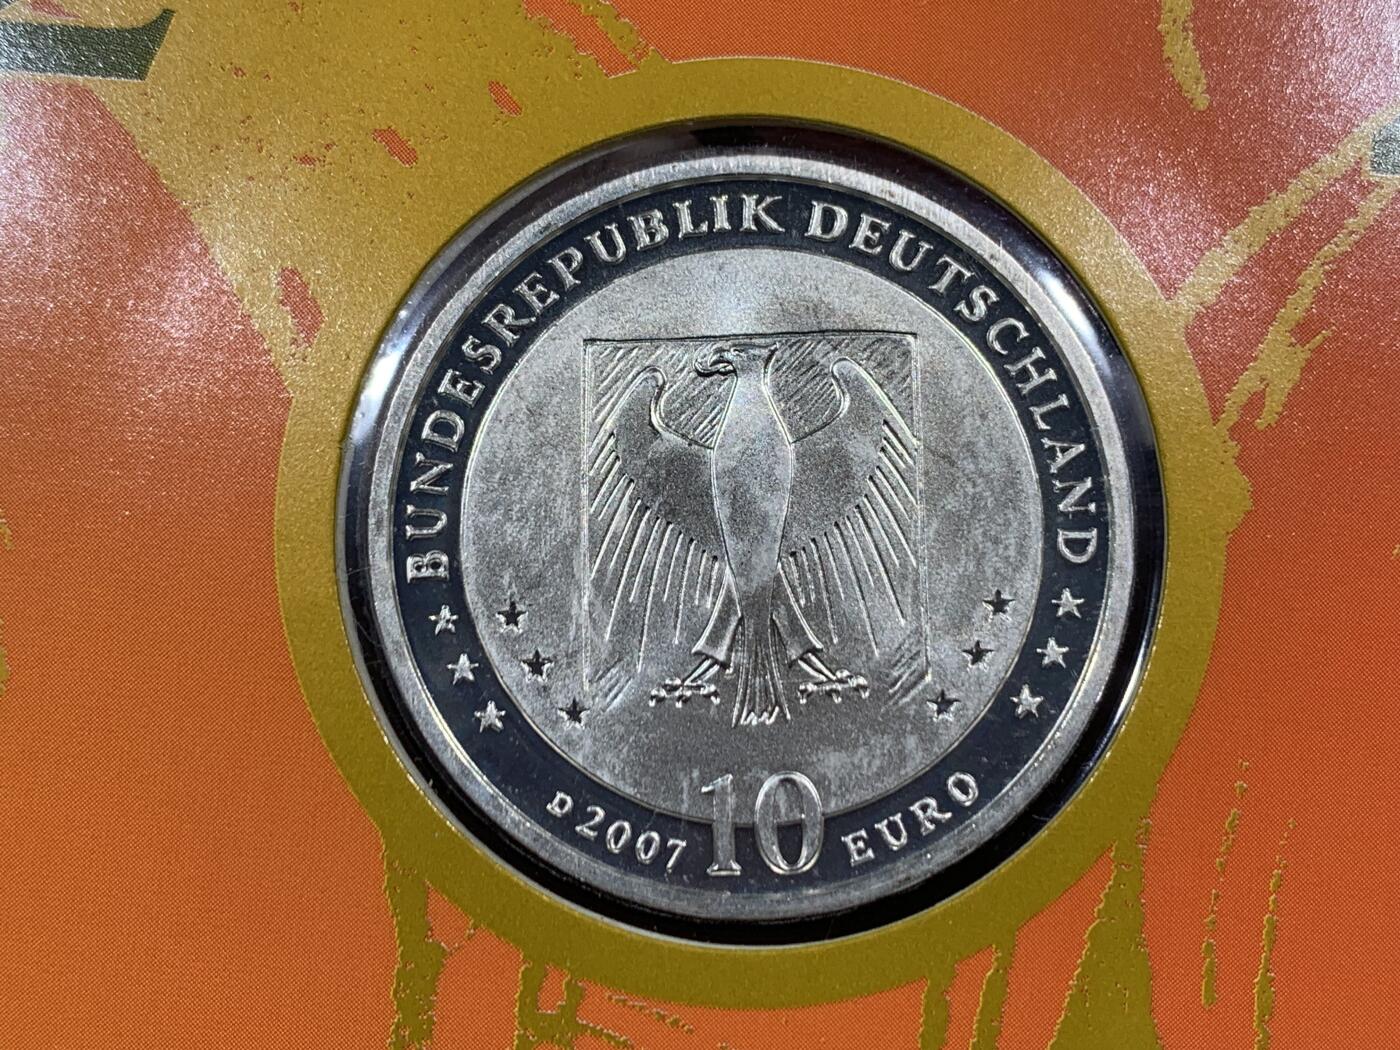 BUNDESREPUBLIK DEUTSCHLAND
D 2007 10 EURO